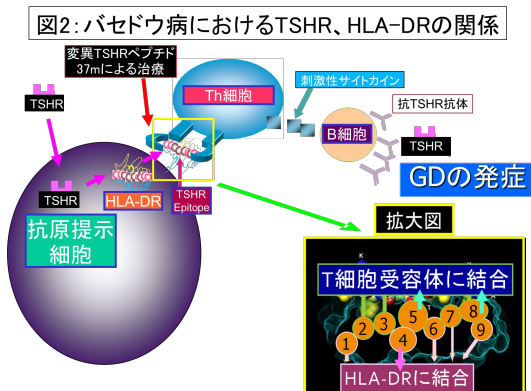 図2：バセドウ病におけるTSHR、HLA-DRの関係
変異TSHRペプチド
37mによる治療
TSHR
Th細胞
刺激性サイトカイン
抗TSHR抗体
B細胞
TSHR
GDの発症
TSHR
HLA-DR
TSHR
Epitope
抗原提示
細胞
拡大図
K
K
T細胞受容体に結合
T
1
2
3
4
5
6
7
8
9
HLA-DRに結合